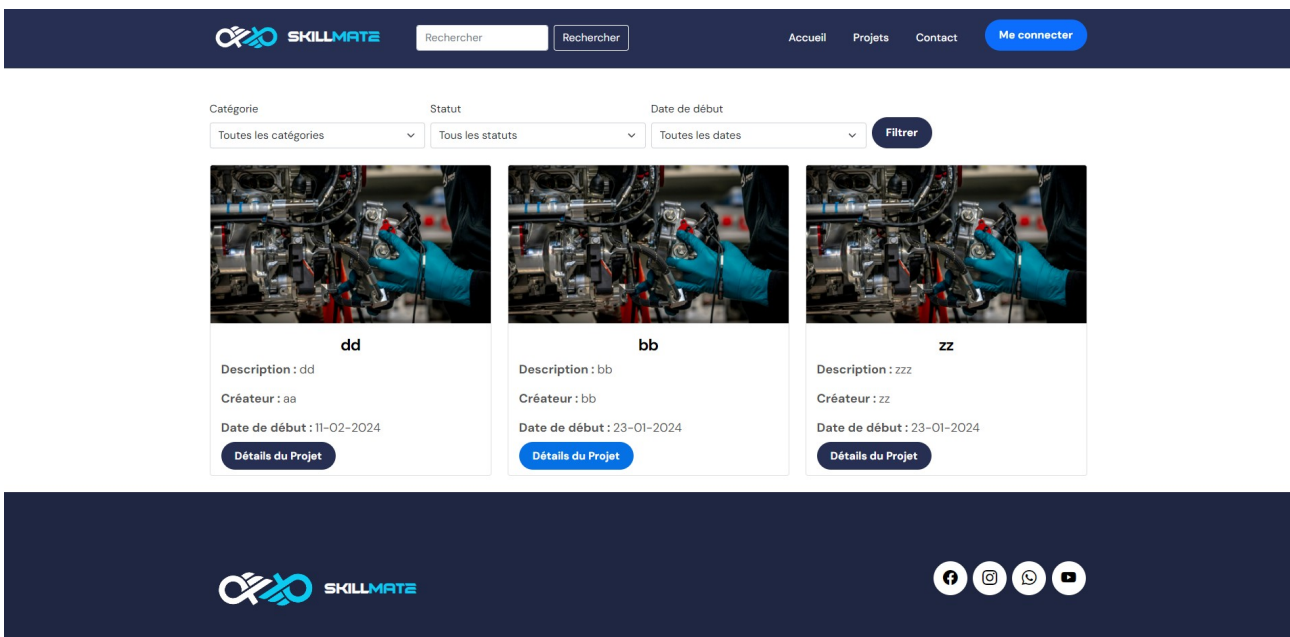 SKILLMATE Rechercher Rechercher Accueil Projets Contact Me connecter
Catégorie Statut Date de début
Toutes les catégories Tous les statuts Toutes les dates Filtrer
dd
Description : dd
Créateur : aa
Date de début : 11-02-2024
Détails du Projet
bb
Description : bb
Créateur : bb
Date de début : 23-01-2024
Détails du Projet
zz
Description : zzz
Créateur : zz
Date de début : 23-01-2024
Détails du Projet
SKILLMATE